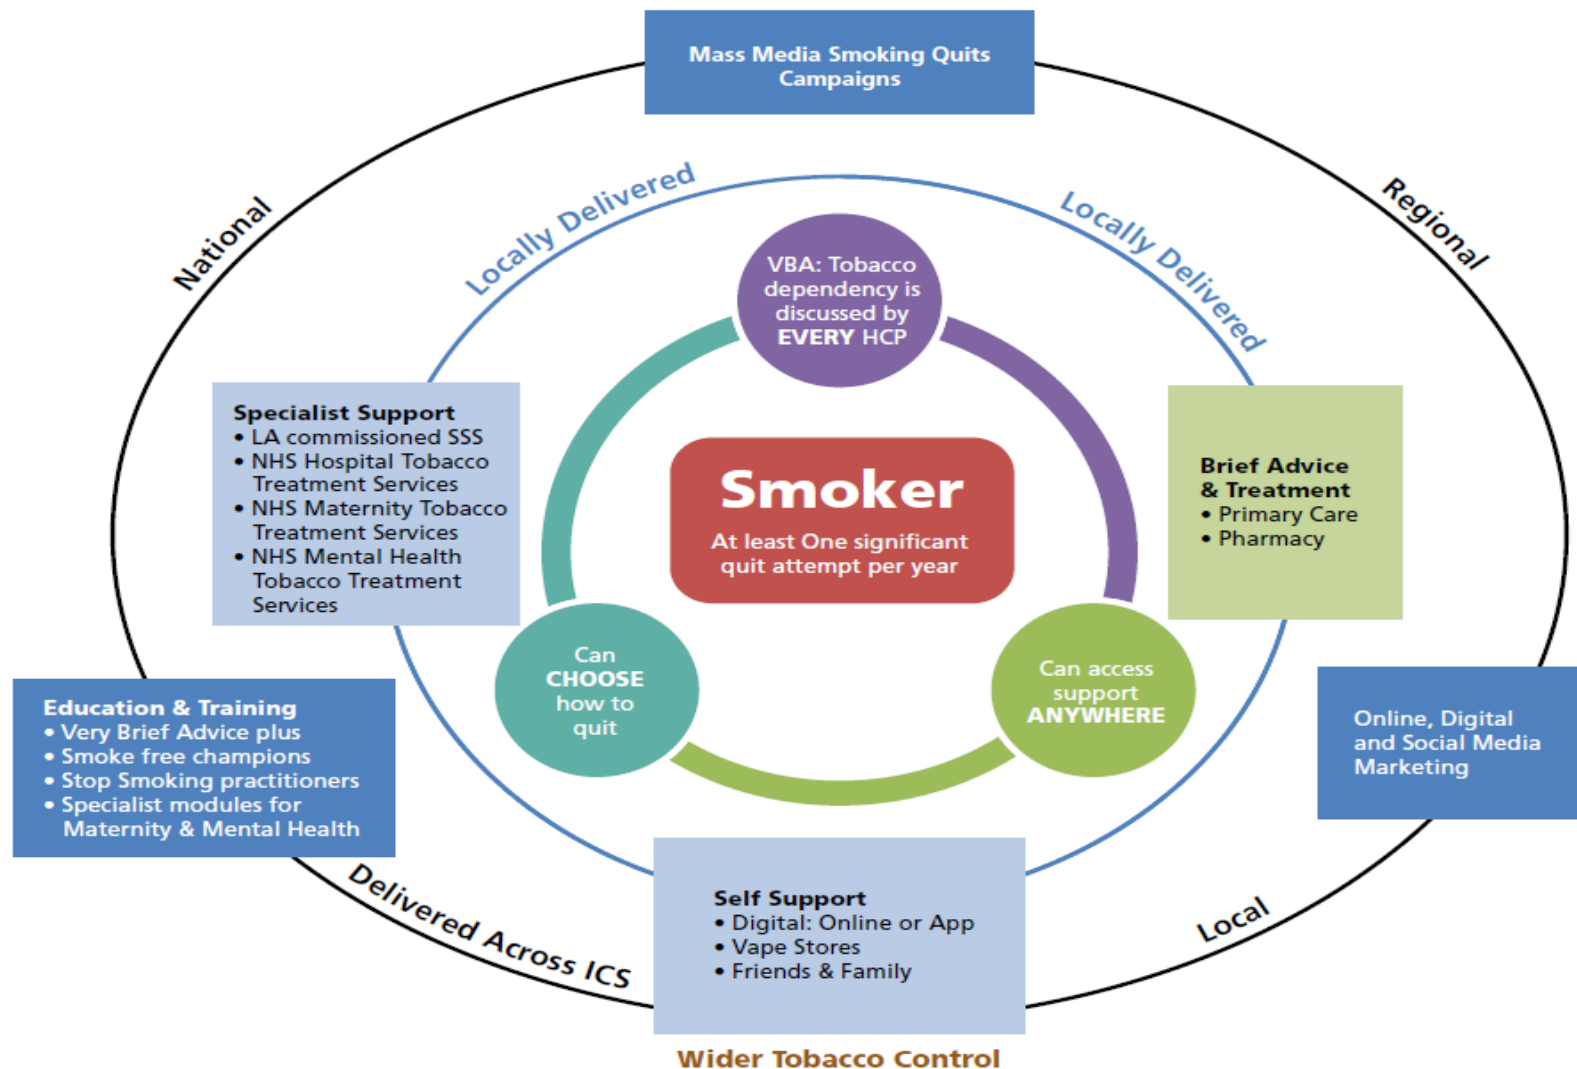 Mass Media Smoking Quits
Campaigns
National
Regional
Locally Delivered
Locally Delivered
VBA: Tobacco
dependency is
discussed by
EVERY HCP
Specialist Support
• LA commissioned SSS
• NHS Hospital Tobacco
Treatment Services
• NHS Maternity Tobacco
Treatment Services
• NHS Mental Health
Tobacco Treatment
Services
Smoker
At least One significant
quit attempt per year
Brief Advice
& Treatment
• Primary Care
• Pharmacy
Can
CHOOSE
how to
quit
Can access
support
ANYWHERE
Education & Training
• Very Brief Advice plus
• Smoke free champions
• Stop Smoking practitioners
• Specialist modules for
Maternity & Mental Health
Online, Digital
and Social Media
Marketing
Delivered Across ICS
Self Support
• Digital: Online or App
• Vape Stores
• Friends & Family
Local
Wider Tobacco Control